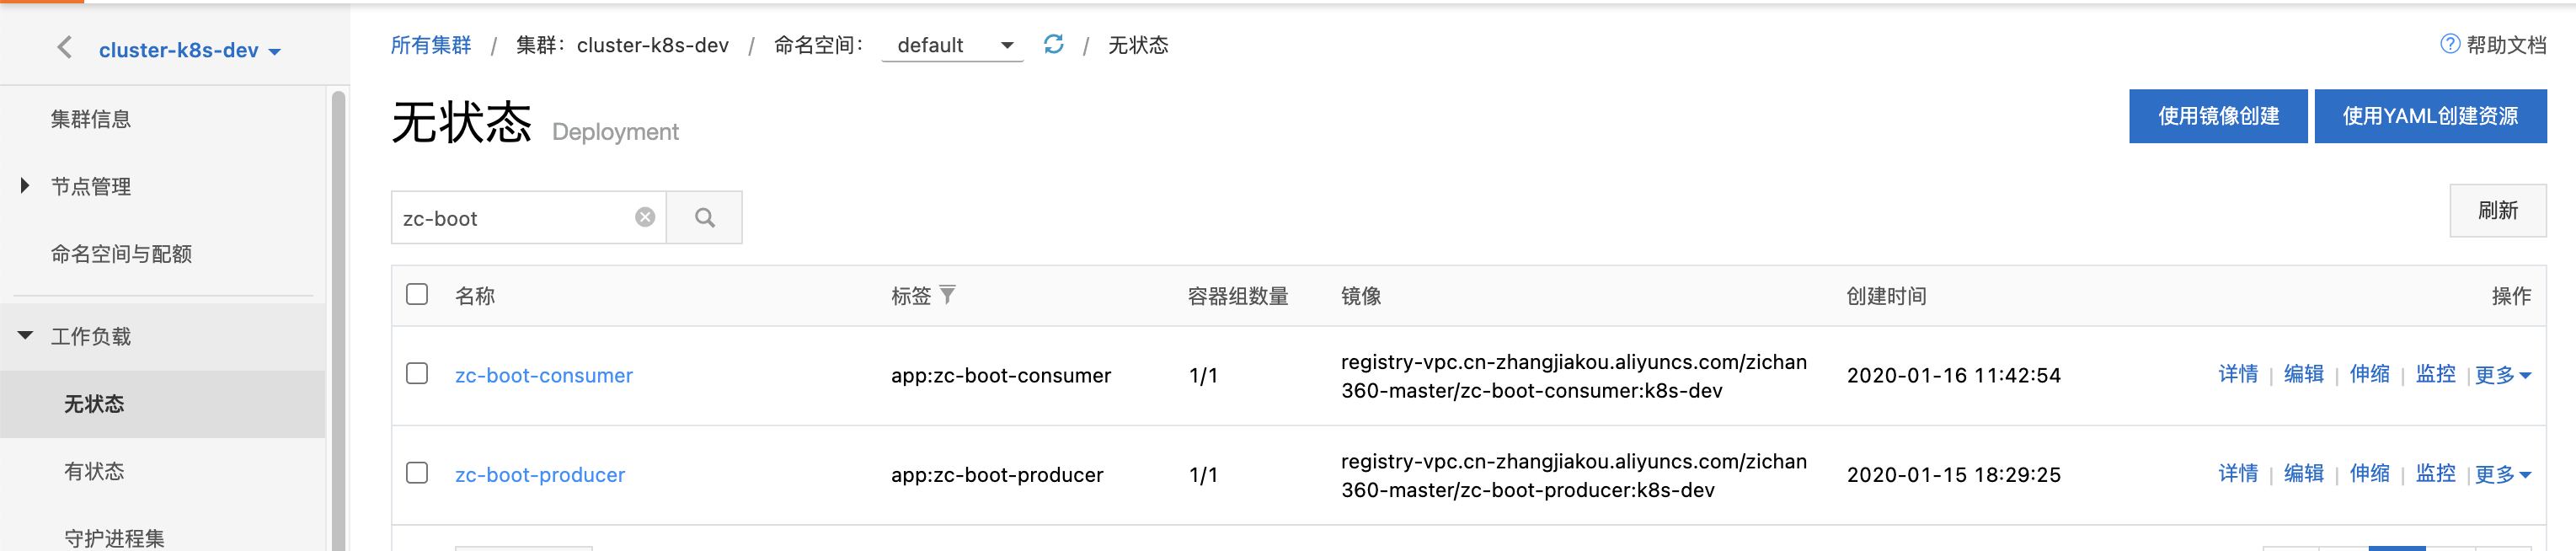 cluster-k8s-dev
所有集群 / 集群：cluster-k8s-dev / 命名空间： default / 无状态
帮助文档
集群信息
节点管理
命名空间与配额
工作负载
无状态
有状态
守护进程集
无状态 Deployment
使用镜像创建 使用YAML创建资源
zc-boot
刷新
名称 标签 容器组数量 镜像 创建时间 操作
zc-boot-consumer app:zc-boot-consumer 1/1 registry-vpc.cn-zhangjiakou.aliyuncs.com/zichan
360-master/zc-boot-consumer:k8s-dev 2020-01-16 11:42:54 详情 | 编辑 | 伸缩 | 监控 | 更多
zc-boot-producer app:zc-boot-producer 1/1 registry-vpc.cn-zhangjiakou.aliyuncs.com/zichan
360-master/zc-boot-producer:k8s-dev 2020-01-15 18:29:25 详情 | 编辑 | 伸缩 | 监控 | 更多